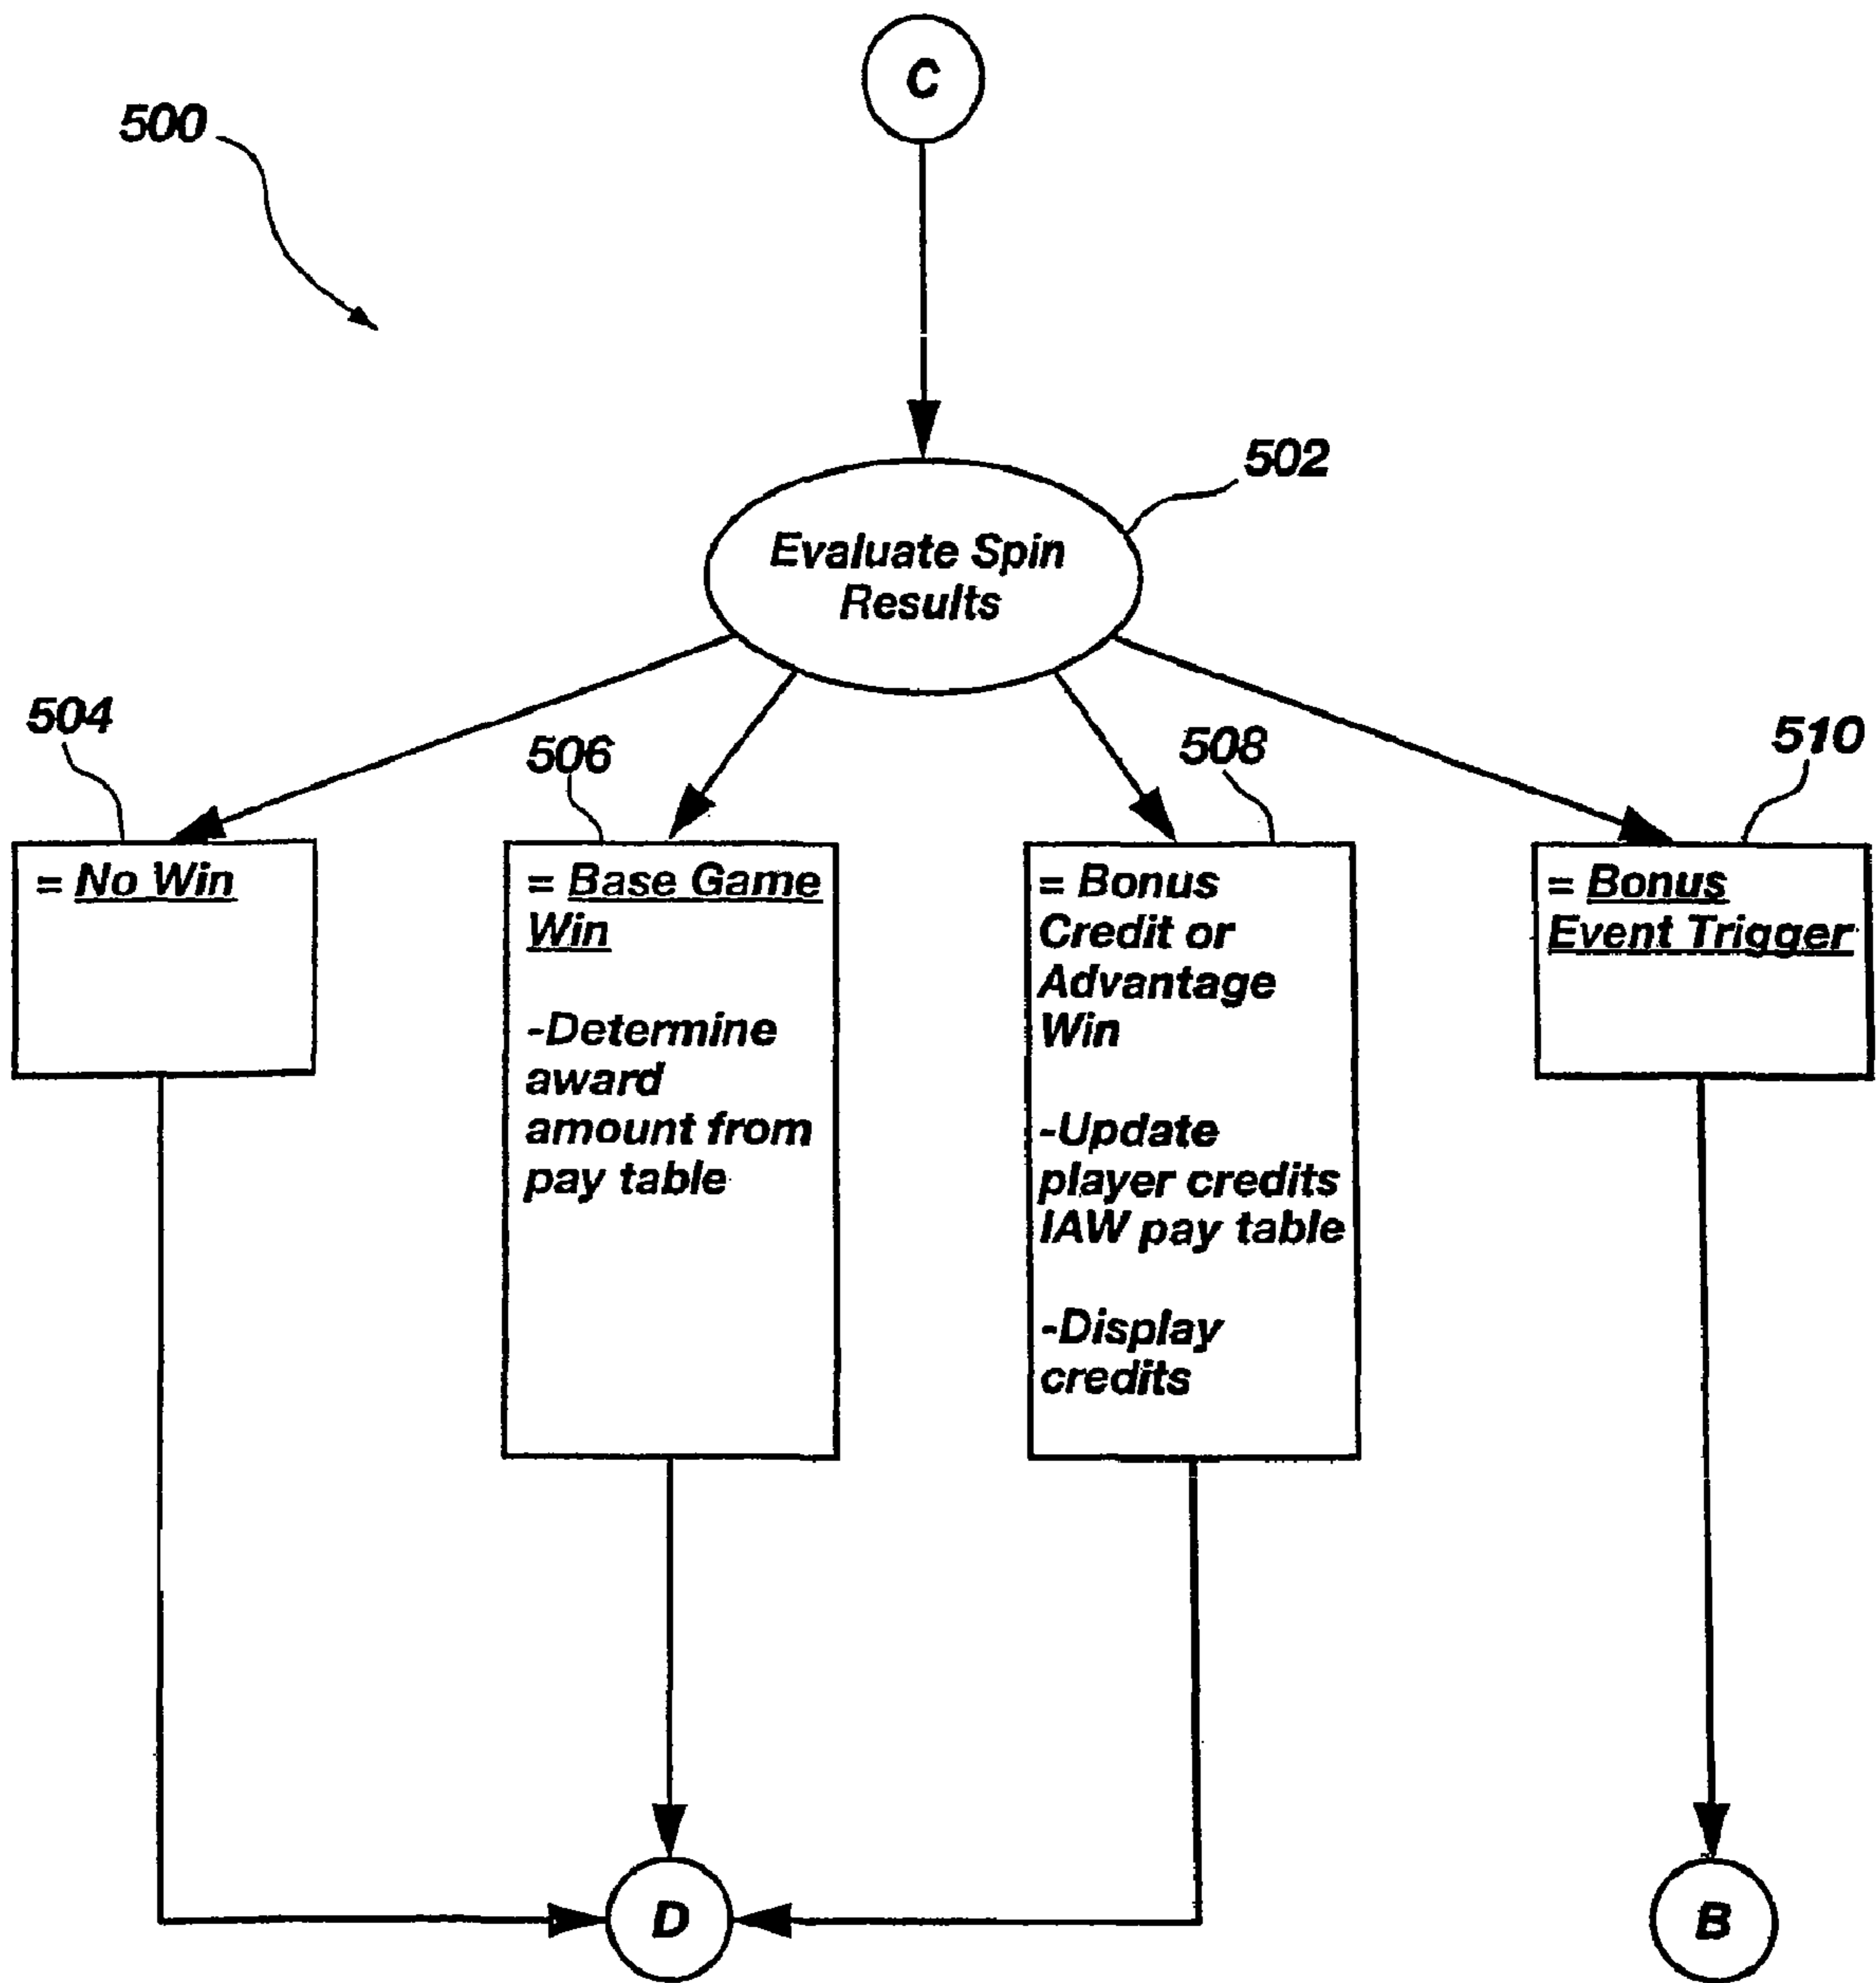 C
500
502
Evaluate Spin
Results
504
506
508
510
= No Win
= Base Game
Win
-Determine
award
amount from
pay table
= Bonus
Credit or
Advantage
Win
-Update
player credits
IAW pay table
-Display
credits
= Bonus
Event Trigger
D
B